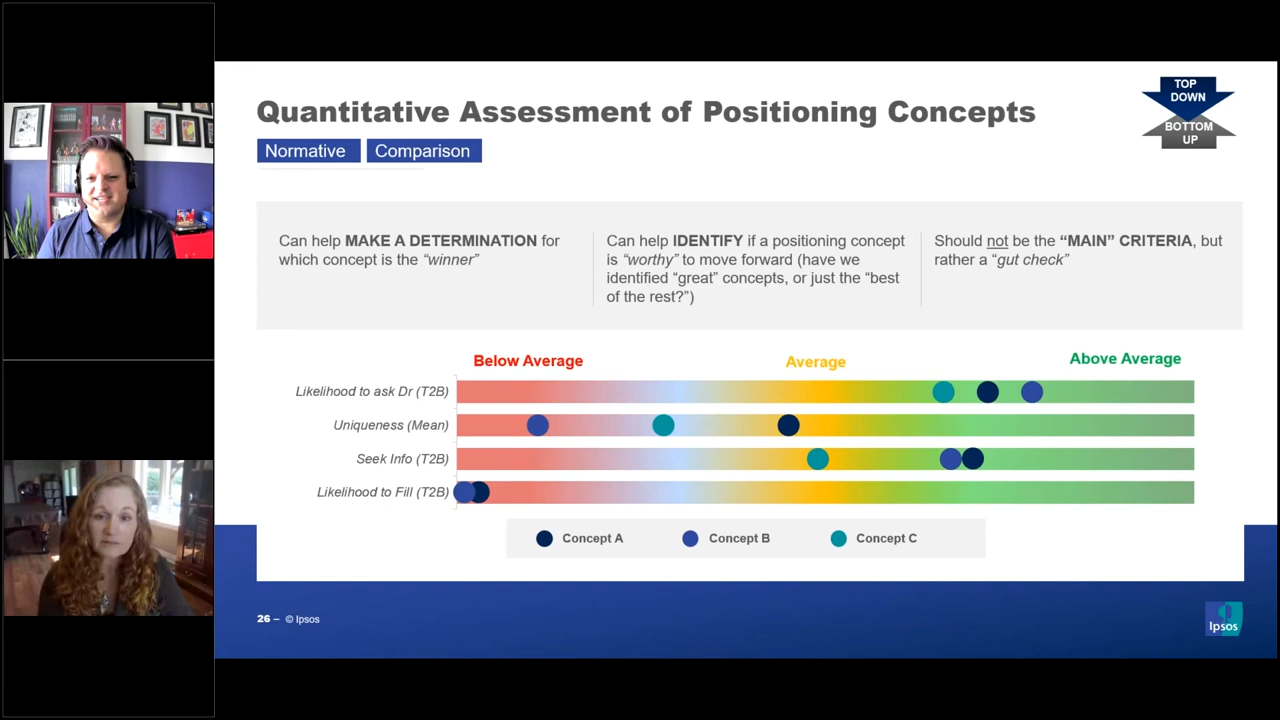 TOP
DOWN
BOTTOM
UP
Quantitative Assessment of Positioning Concepts
Normative
Comparison
Can help MAKE A DETERMINATION for
which concept is the “winner”
Can help IDENTIFY if a positioning concept
is “worthy” to move forward (have we
identified “great” concepts, or just the “best
of the rest?”)
Should not be the “MAIN” CRITERIA, but
rather a “gut check”
Below Average
Average
Above Average
Likelihood to ask Dr (T2B)
Uniqueness (Mean)
Seek Info (T2B)
Likelihood to Fill (T2B)
Concept A
Concept B
Concept C
26 – © Ipsos
Ipsos